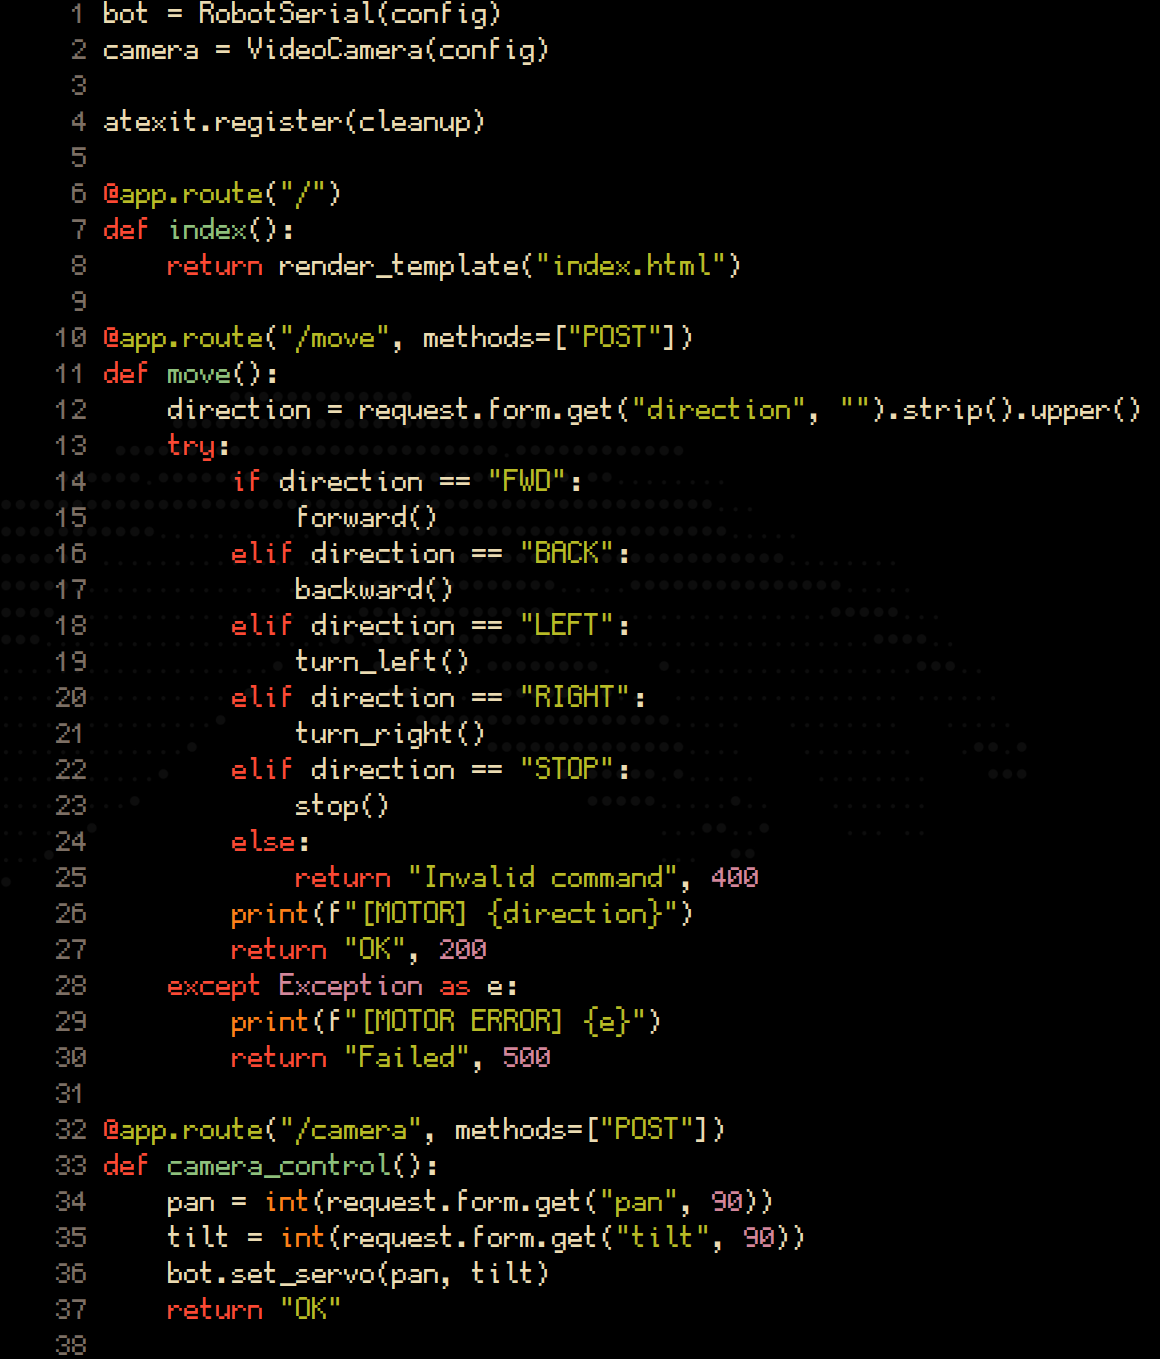 1 bot = RobotSerial(config)
2 camera = VideoCamera(config)
3
4 atexit.register(cleanup)
5
6 @app.route("/")
7 def index():
8     return render_template("index.html")
9
10 @app.route("/move", methods=["POST"])
11 def move():
12     direction = request.form.get("direction", "").strip().upper()
13     try:
14         if direction == "FWD":
15             forward()
16         elif direction == "BACK":
17             backward()
18         elif direction == "LEFT":
19             turn_left()
20         elif direction == "RIGHT":
21             turn_right()
22         elif direction == "STOP":
23             stop()
24         else:
25             return "Invalid command", 400
26         print(f"[MOTOR] {direction}")
27         return "OK", 200
28     except Exception as e:
29         print(f"[MOTOR ERROR] {e}")
30         return "Failed", 500
31
32 @app.route("/camera", methods=["POST"])
33 def camera_control():
34     pan = int(request.form.get("pan", 90))
35     tilt = int(request.form.get("tilt", 90))
36     bot.set_servo(pan, tilt)
37     return "OK"
38